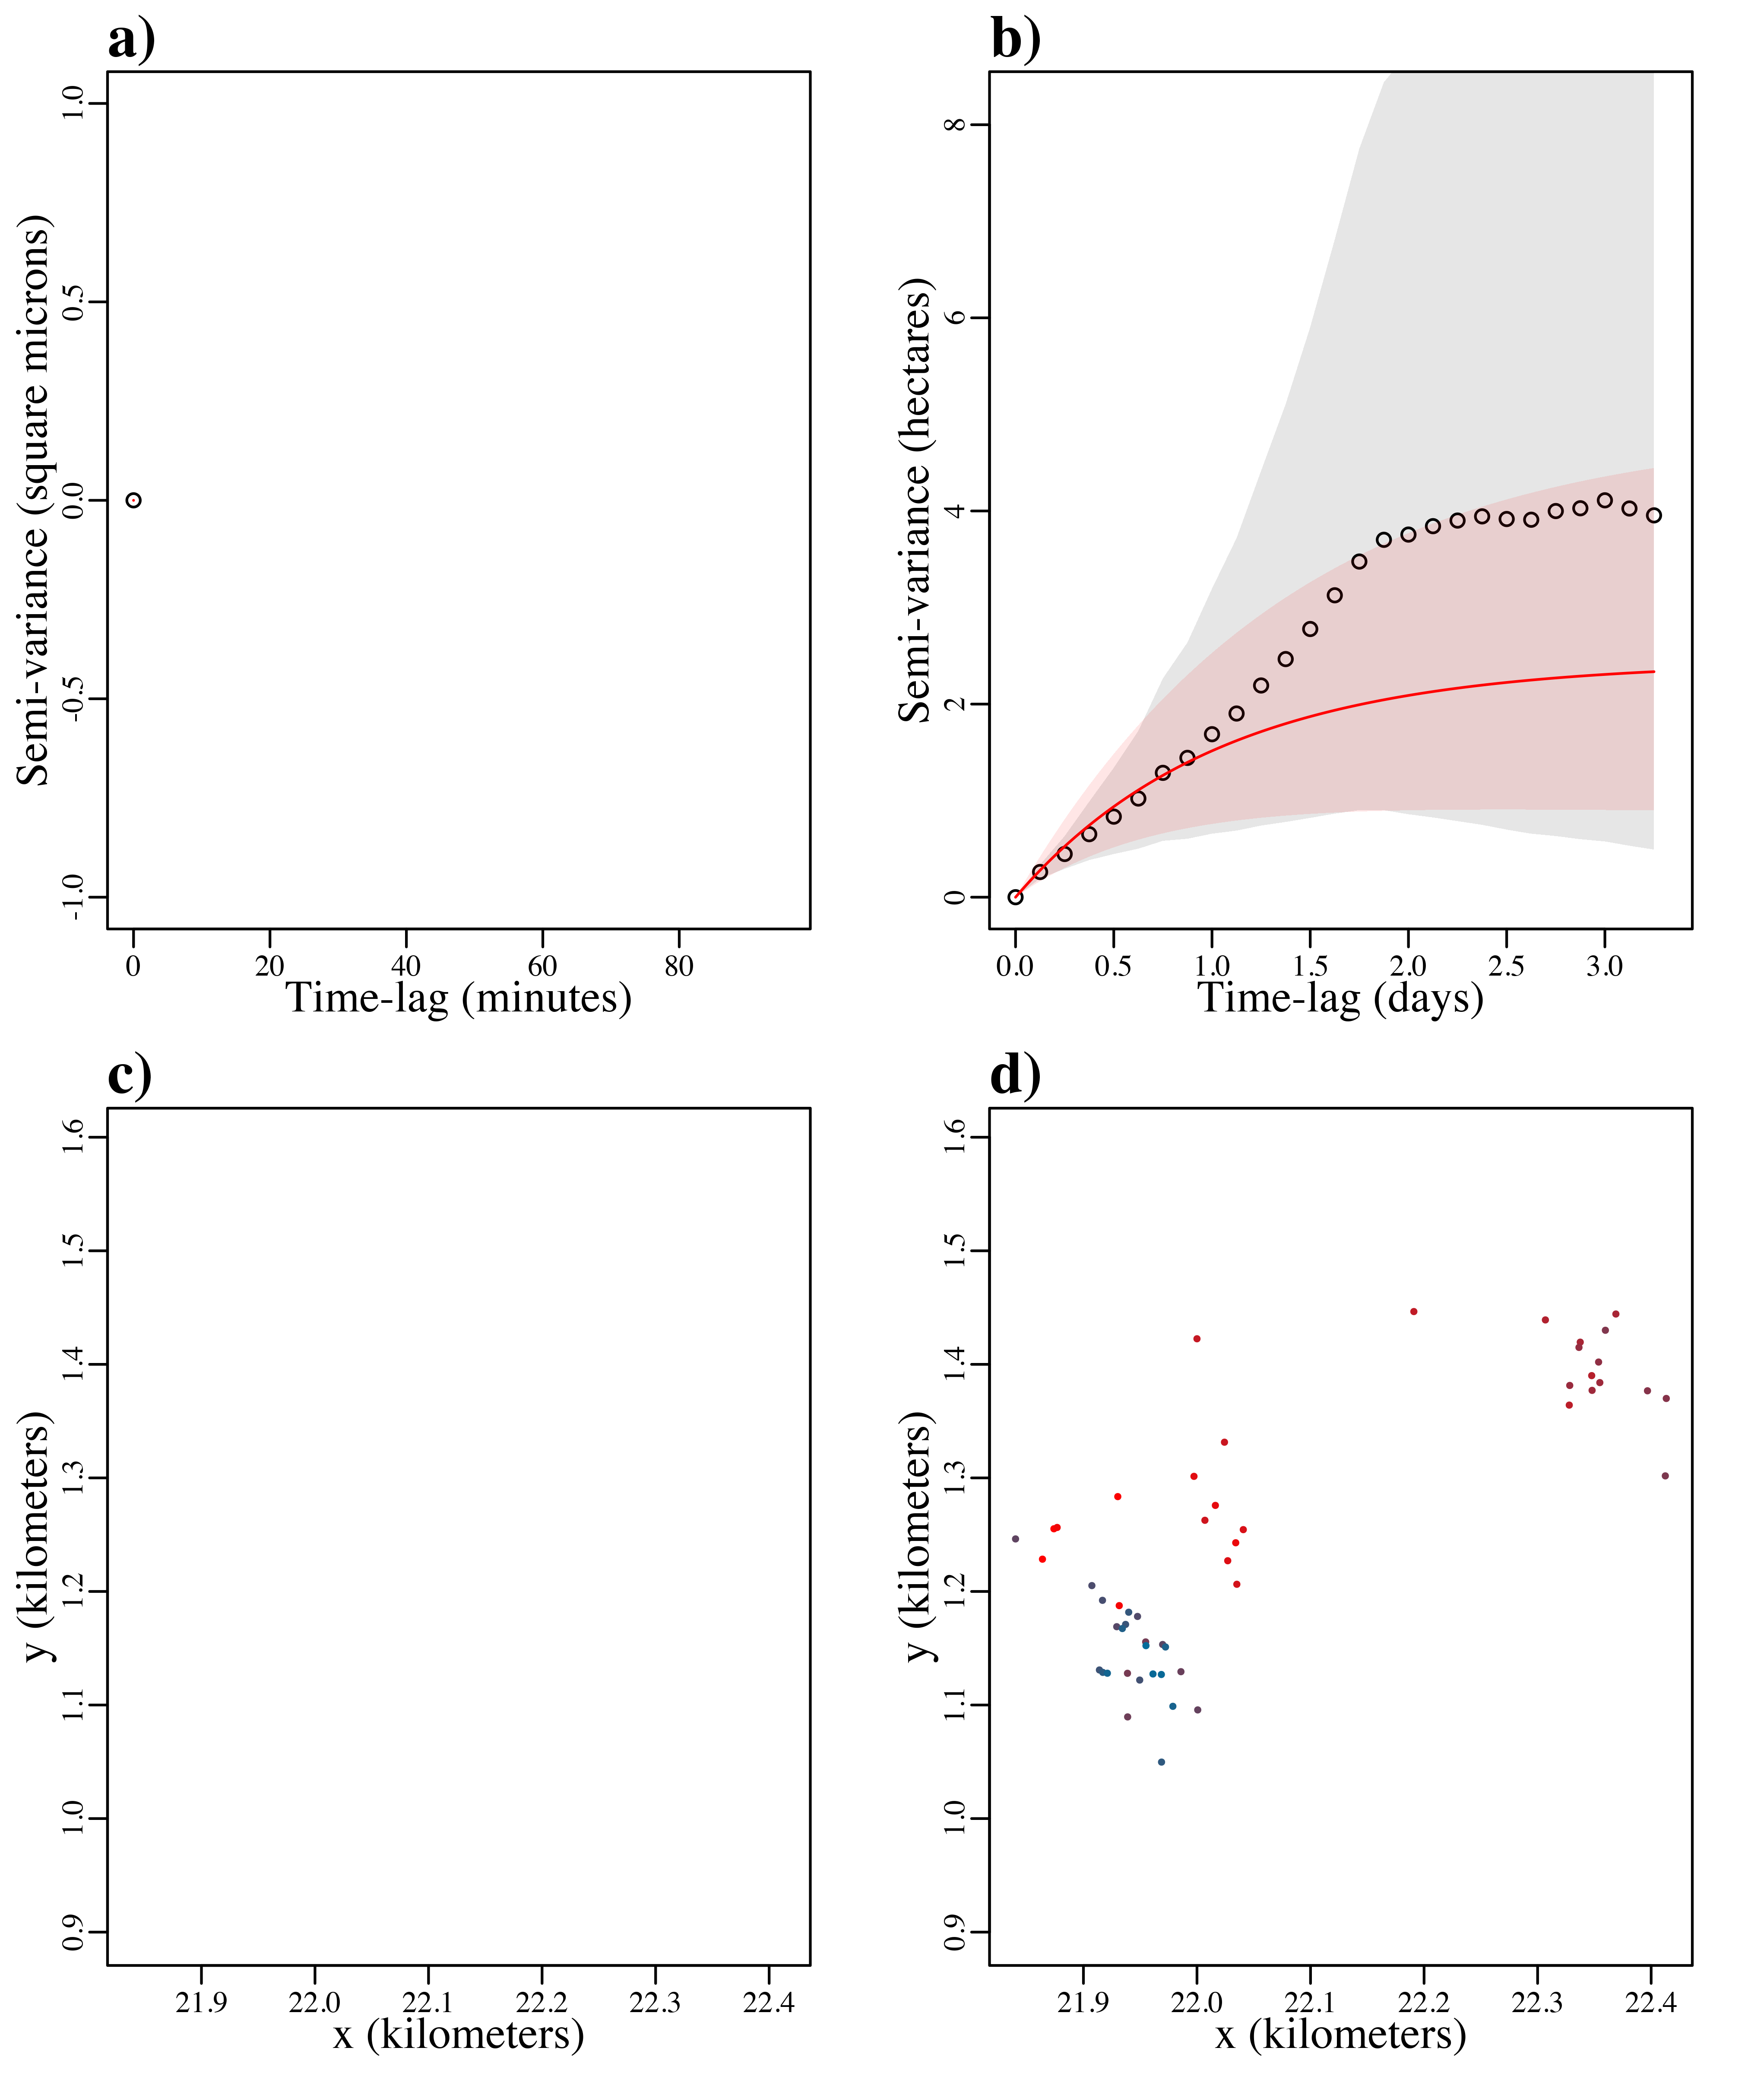 a)
Semi-variance (square microns)
1.0
0.5
0.0
-0.5
-1.0
0 20 40 60 80
Time-lag (minutes)
b)
Semi-variance (hectares)
8
6
4
2
0
0.0 0.5 1.0 1.5 2.0 2.5 3.0
Time-lag (days)
c)
y (kilometers)
1.6
1.5
1.4
1.3
1.2
1.1
1.0
0.9
21.9 22.0 22.1 22.2 22.3 22.4
x (kilometers)
d)
y (kilometers)
1.6
1.5
1.4
1.3
1.2
1.1
1.0
0.9
21.9 22.0 22.1 22.2 22.3 22.4
x (kilometers)